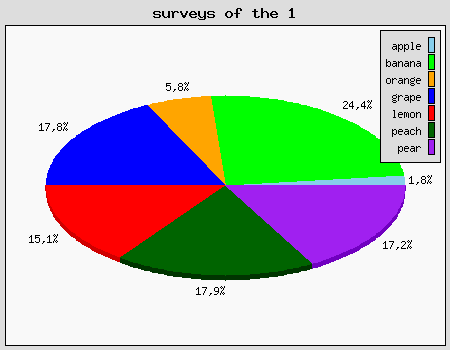 surveys of the 1
apple
banana
orange
grape
lemon
peach
pear
5,8%
24,4%
17,8%
1,8%
15,1%
17,2%
17,9%